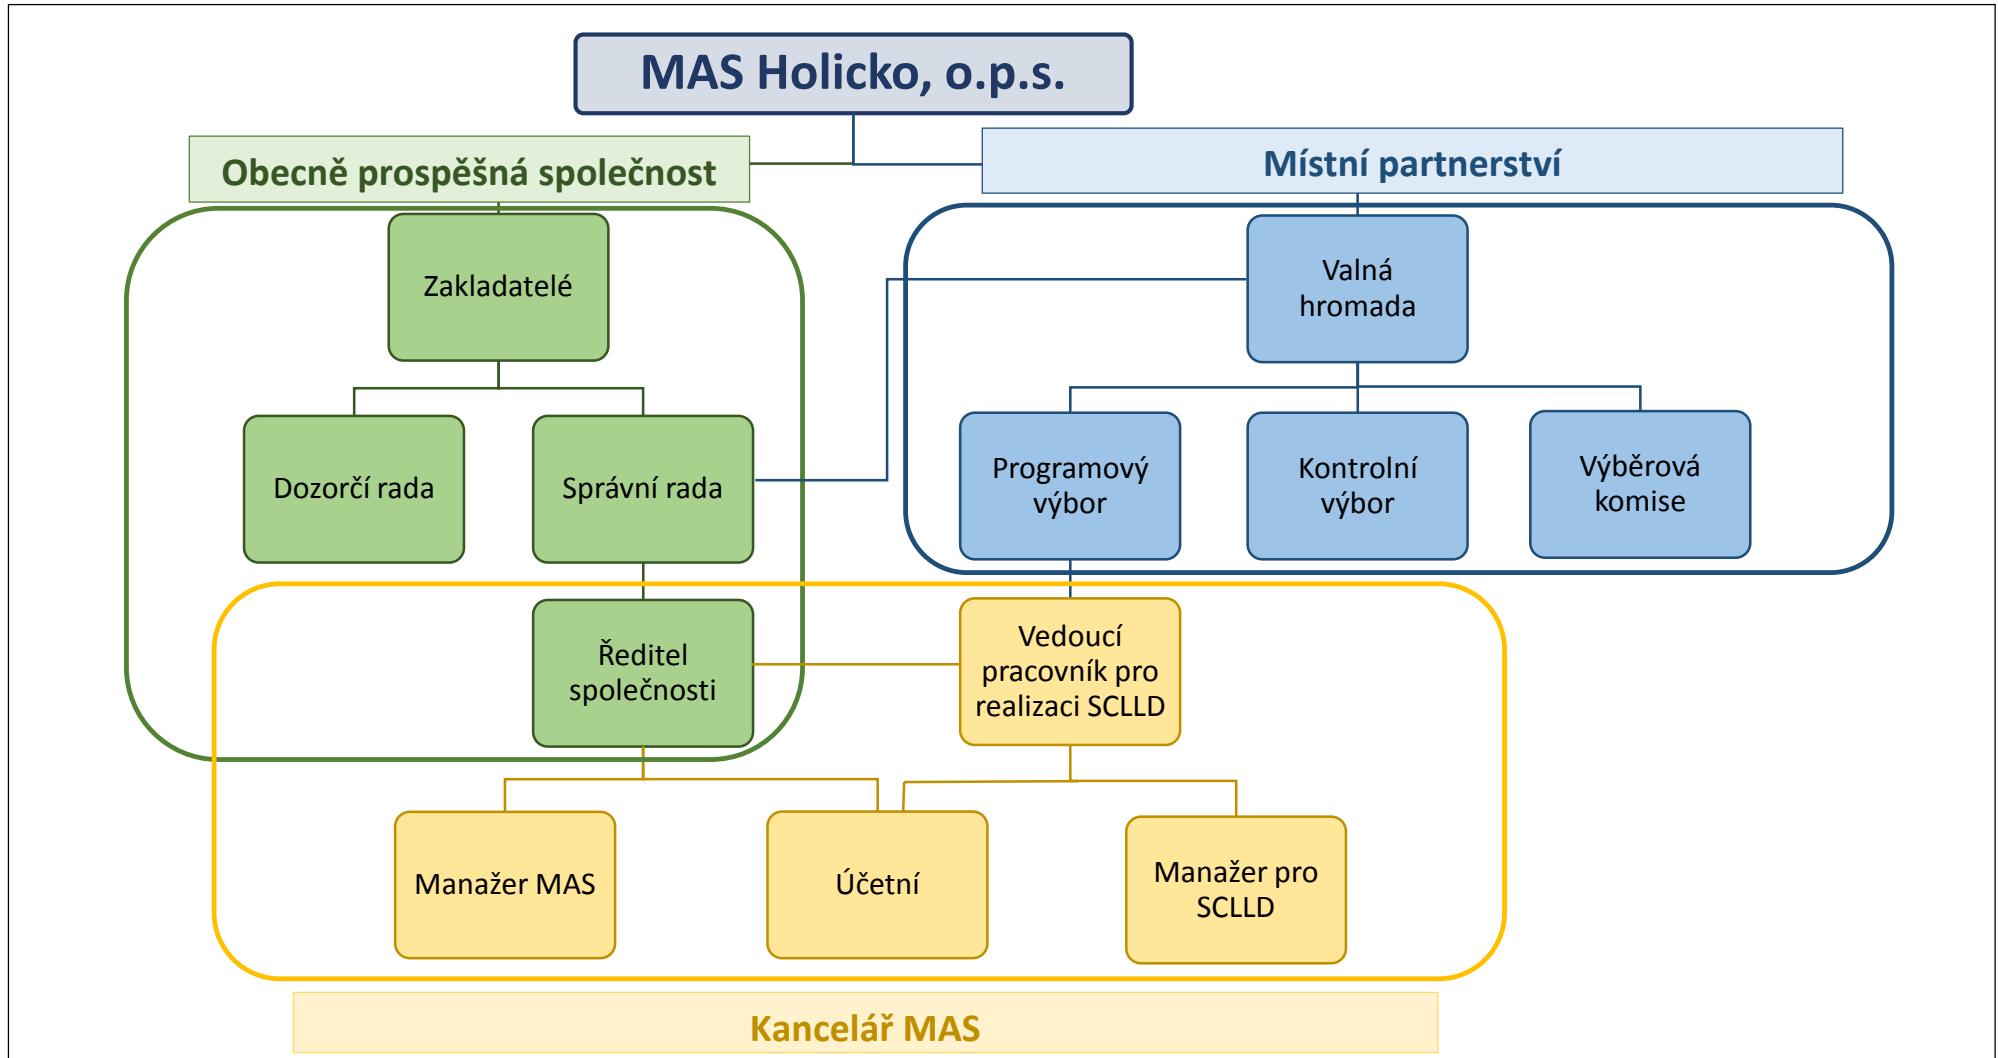 MAS Holicko, o.p.s.
Obecně prospěšná společnost
Místní partnerství
Zakladatelé
Valná
hromada
Dozorčí rada
Správní rada
Programový
výbor
Kontrolní
výbor
Výběrová
komise
Ředitel
společnosti
Vedoucí
pracovník pro
realizaci SCLLD
Manažer MAS
Účetní
Manažer pro
SCLLD
Kancelář MAS